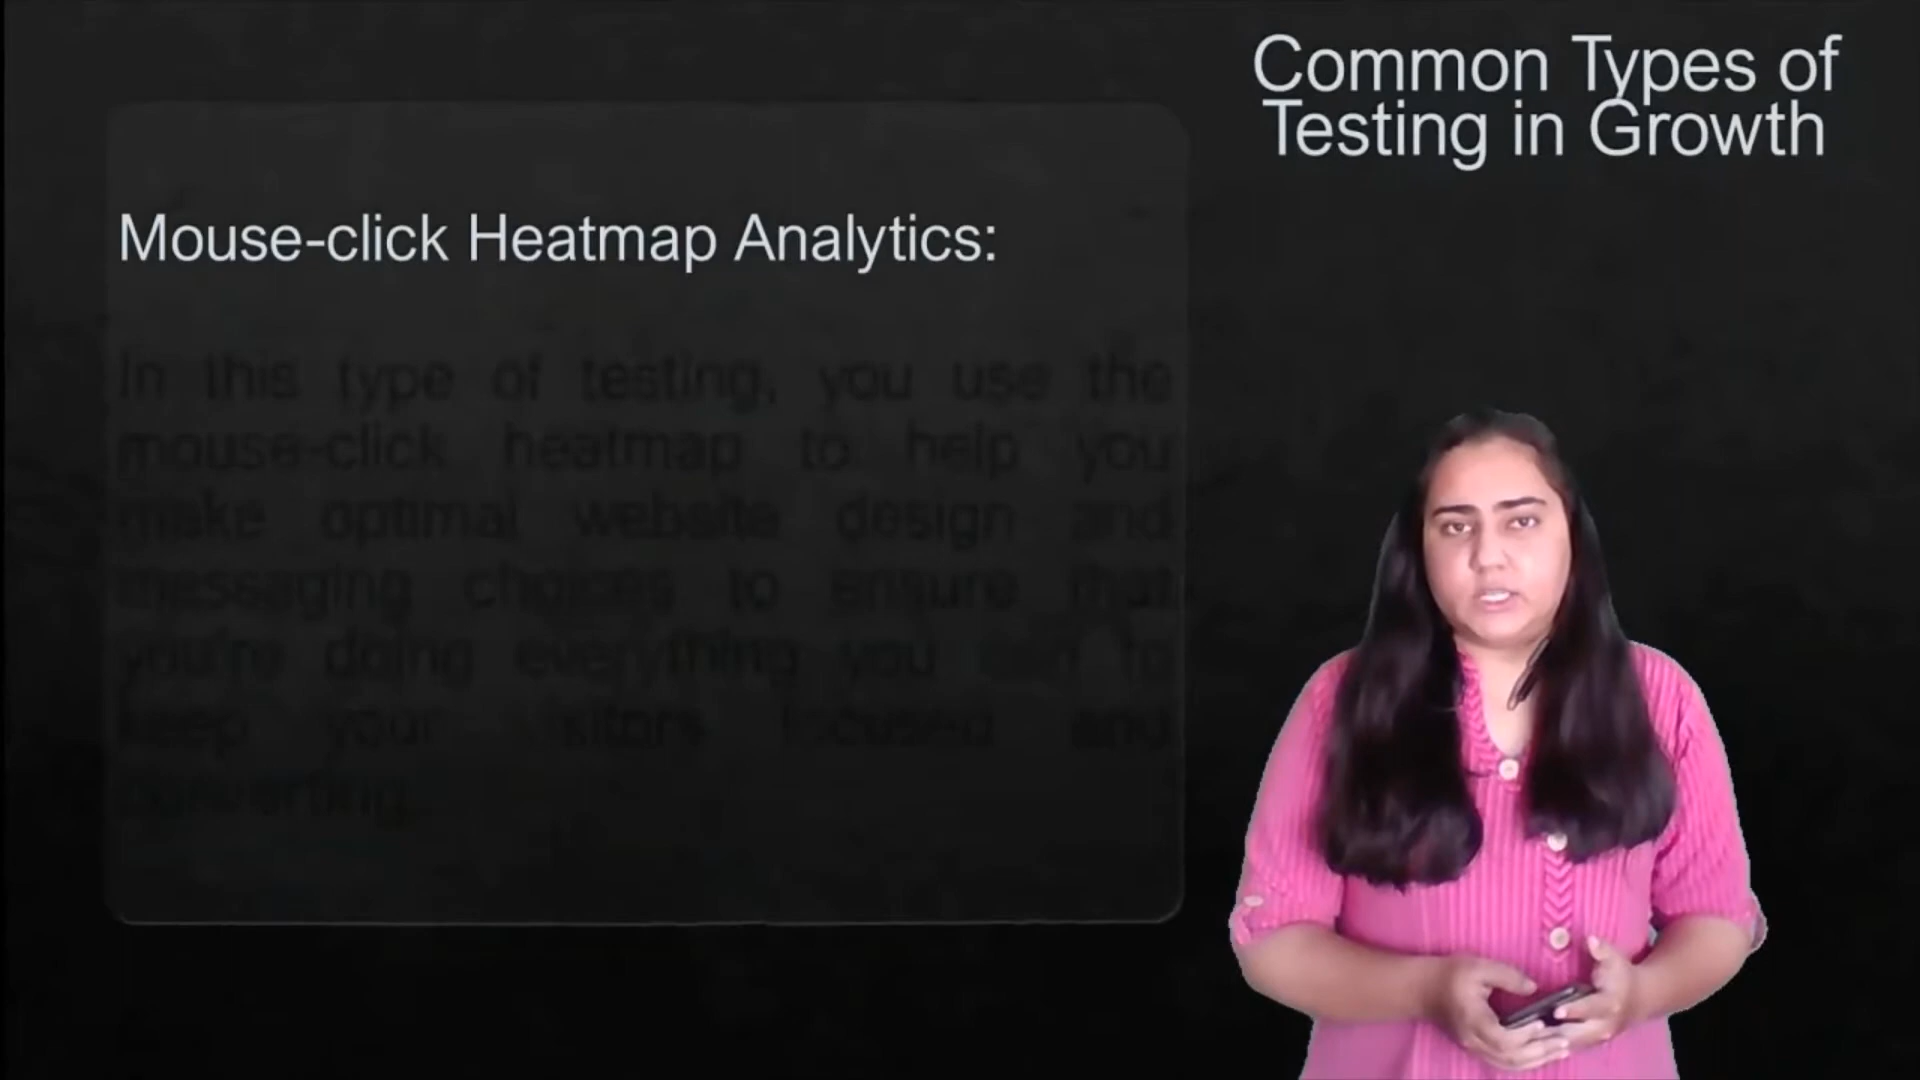 Common Types of
Testing in Growth
Mouse-click Heatmap Analytics:
In this type of testing, you use the
mouse-click heatmap to help you
make optimal website design and
messaging choices to ensure that
you're doing everything you can to
keep your visitors focused and
converting.